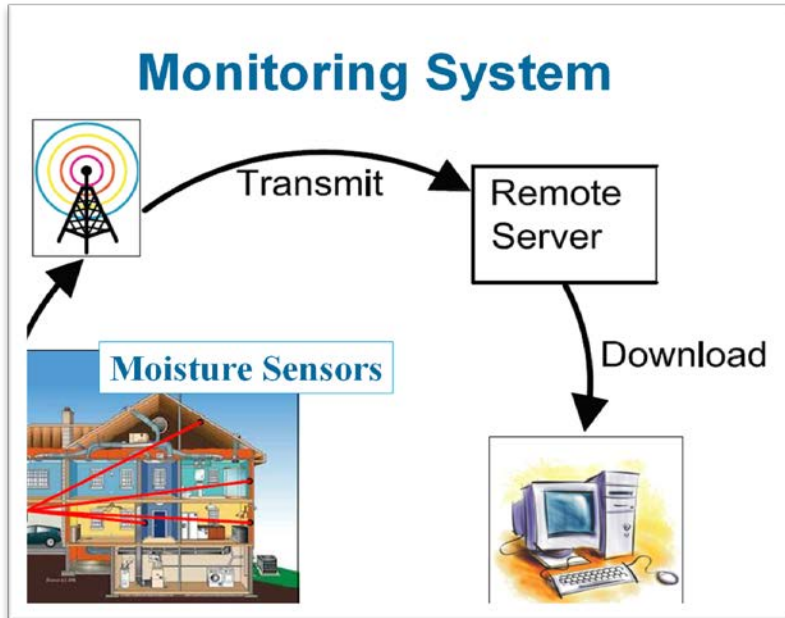 Monitoring System
Transmit
Remote
Server
Moisture Sensors
Download